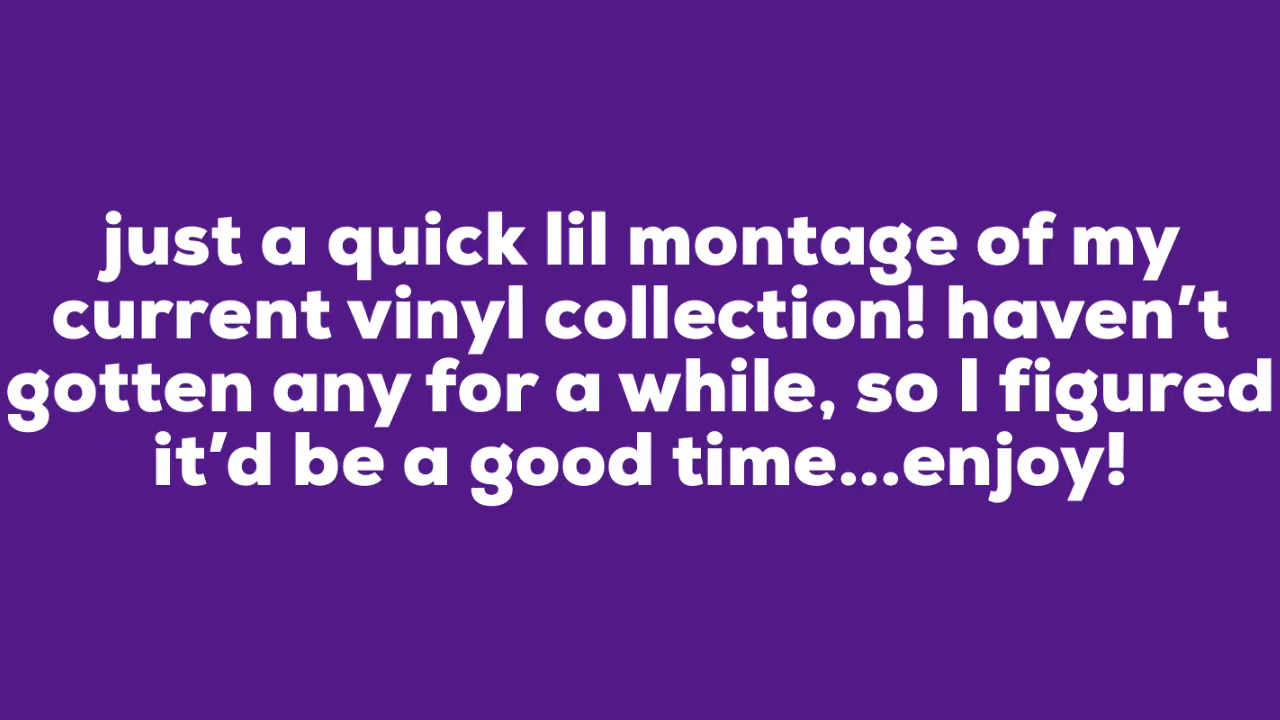 just a quick lil montage of my
current vinyl collection! haven’t
gotten any for a while, so I figured
it’d be a good time...enjoy!